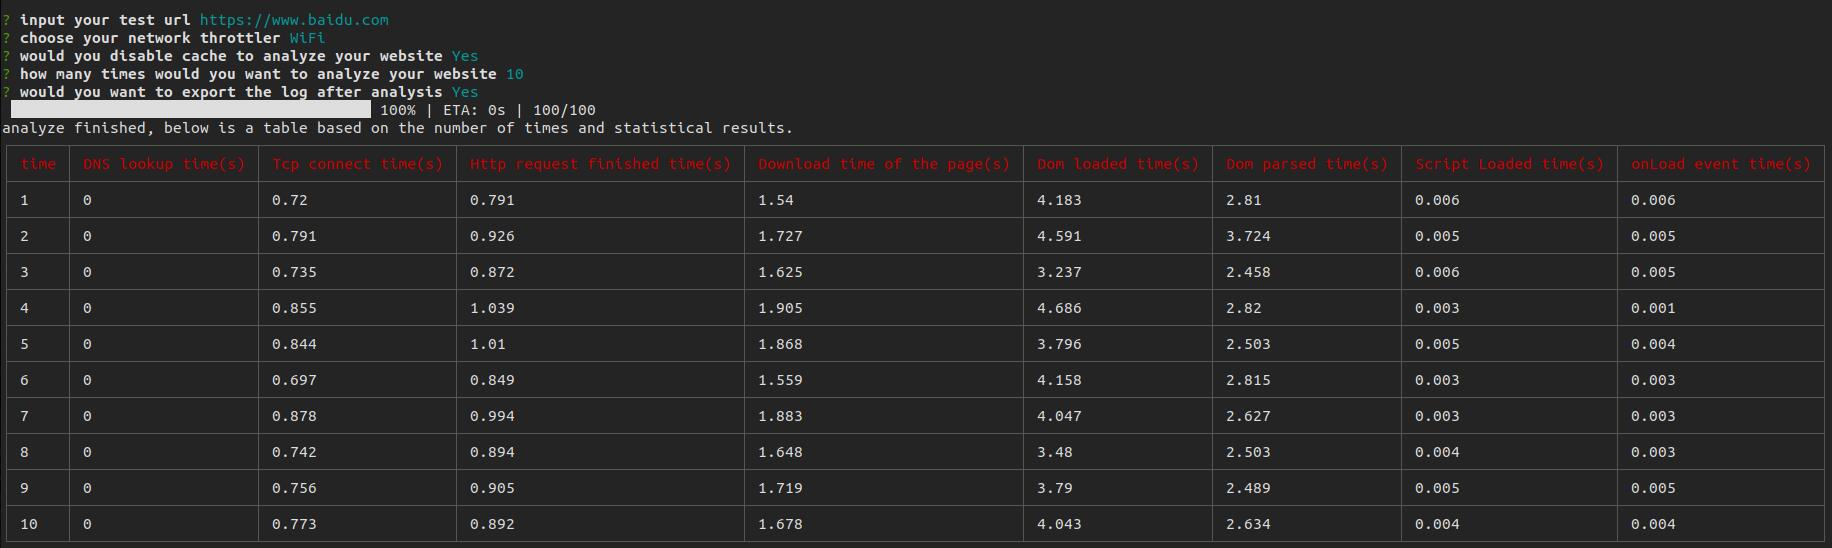 ? input your test url https://www.baidu.com
? choose your network throttler WiFi
? would you disable cache to analyze your website Yes
? how many times would you want to analyze your website 10
? would you want to export the log after analysis Yes
100% | ETA: 0s | 100/100
analyze finished, below is a table based on the number of times and statistical results.
time DNS lookup time(s) Tcp connect time(s) Http request finished time(s) Download time of the page(s) Dom loaded time(s) Dom parsed time(s) Script Loaded time(s) onLoad event time(s)
1 0 0.72 0.791 1.54 4.183 2.81 0.006 0.006
2 0 0.791 0.926 1.727 4.591 3.724 0.005 0.005
3 0 0.735 0.872 1.625 3.237 2.458 0.006 0.005
4 0 0.855 1.039 1.905 4.686 2.82 0.003 0.001
5 0 0.844 1.01 1.868 3.796 2.503 0.005 0.004
6 0 0.697 0.849 1.559 4.158 2.815 0.003 0.003
7 0 0.878 0.994 1.883 4.047 2.627 0.003 0.003
8 0 0.742 0.894 1.648 3.48 2.503 0.004 0.003
9 0 0.756 0.905 1.719 3.79 2.489 0.005 0.005
10 0 0.773 0.892 1.678 4.043 2.634 0.004 0.004